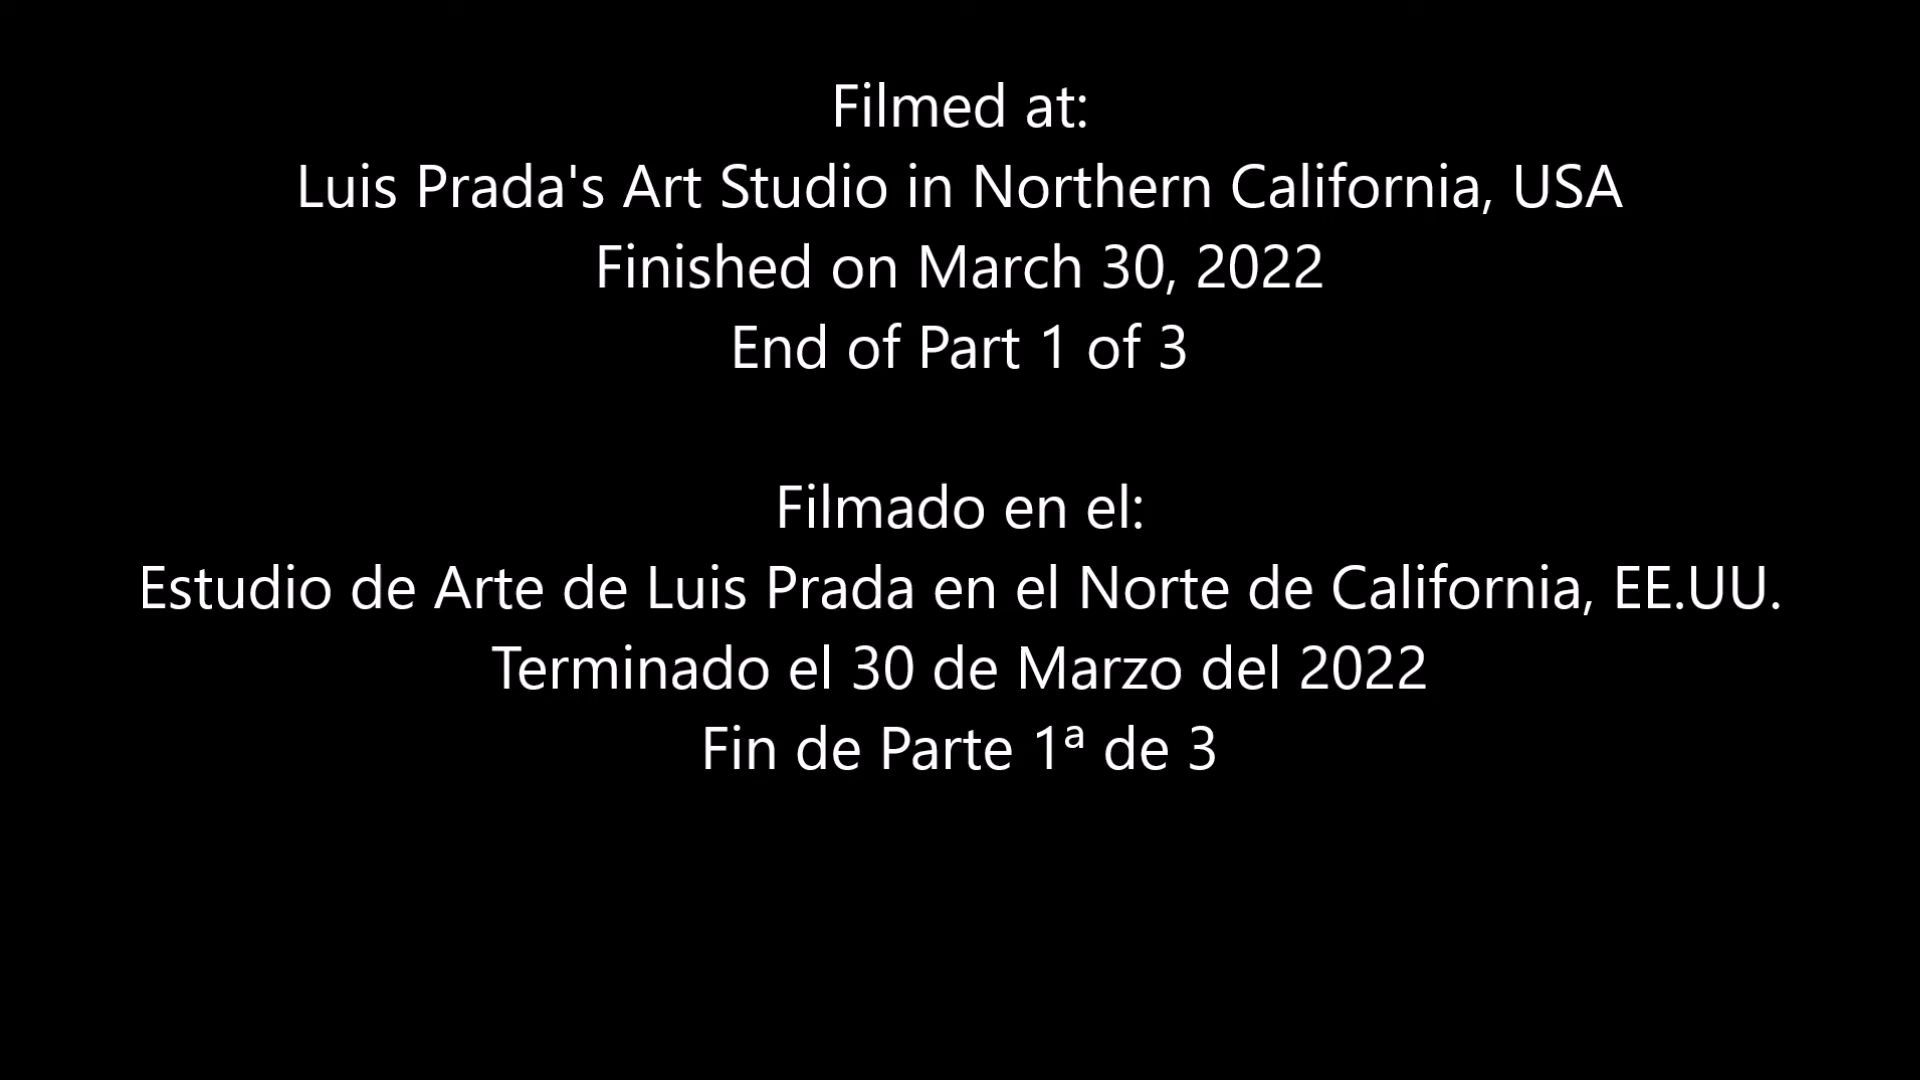 Filmed at:
Luis Prada's Art Studio in Northern California, USA
Finished on March 30, 2022
End of Part 1 of 3
Filmado en el:
Estudio de Arte de Luis Prada en el Norte de California, EE.UU.
Terminado el 30 de Marzo del 2022
Fin de Parte 1ª de 3